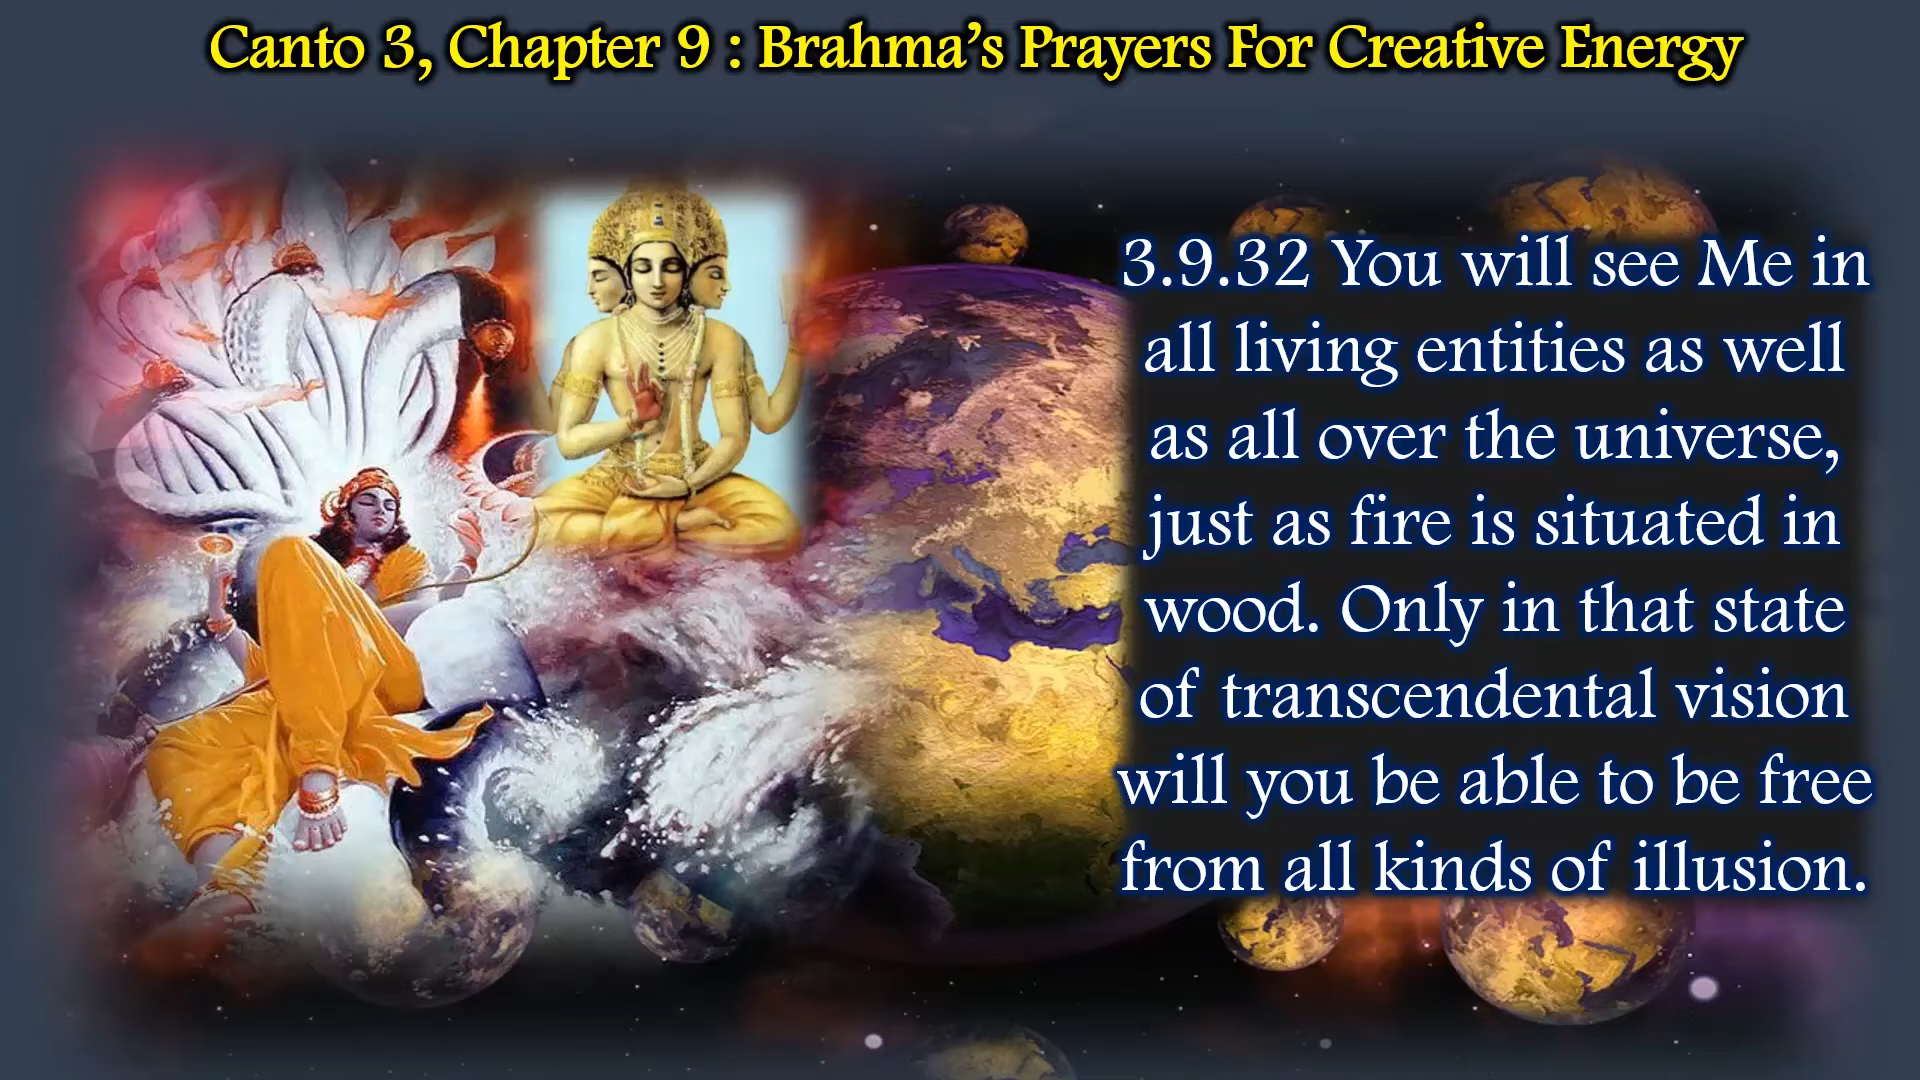 Canto 3, Chapter 9 : Brahma's Prayers For Creative Energy
3.9.32 You will see Me in
all living entities as well
as all over the universe,
just as fire is situated in
wood. Only in that state
of transcendental vision
will you be able to be free
from all kinds of illusion.